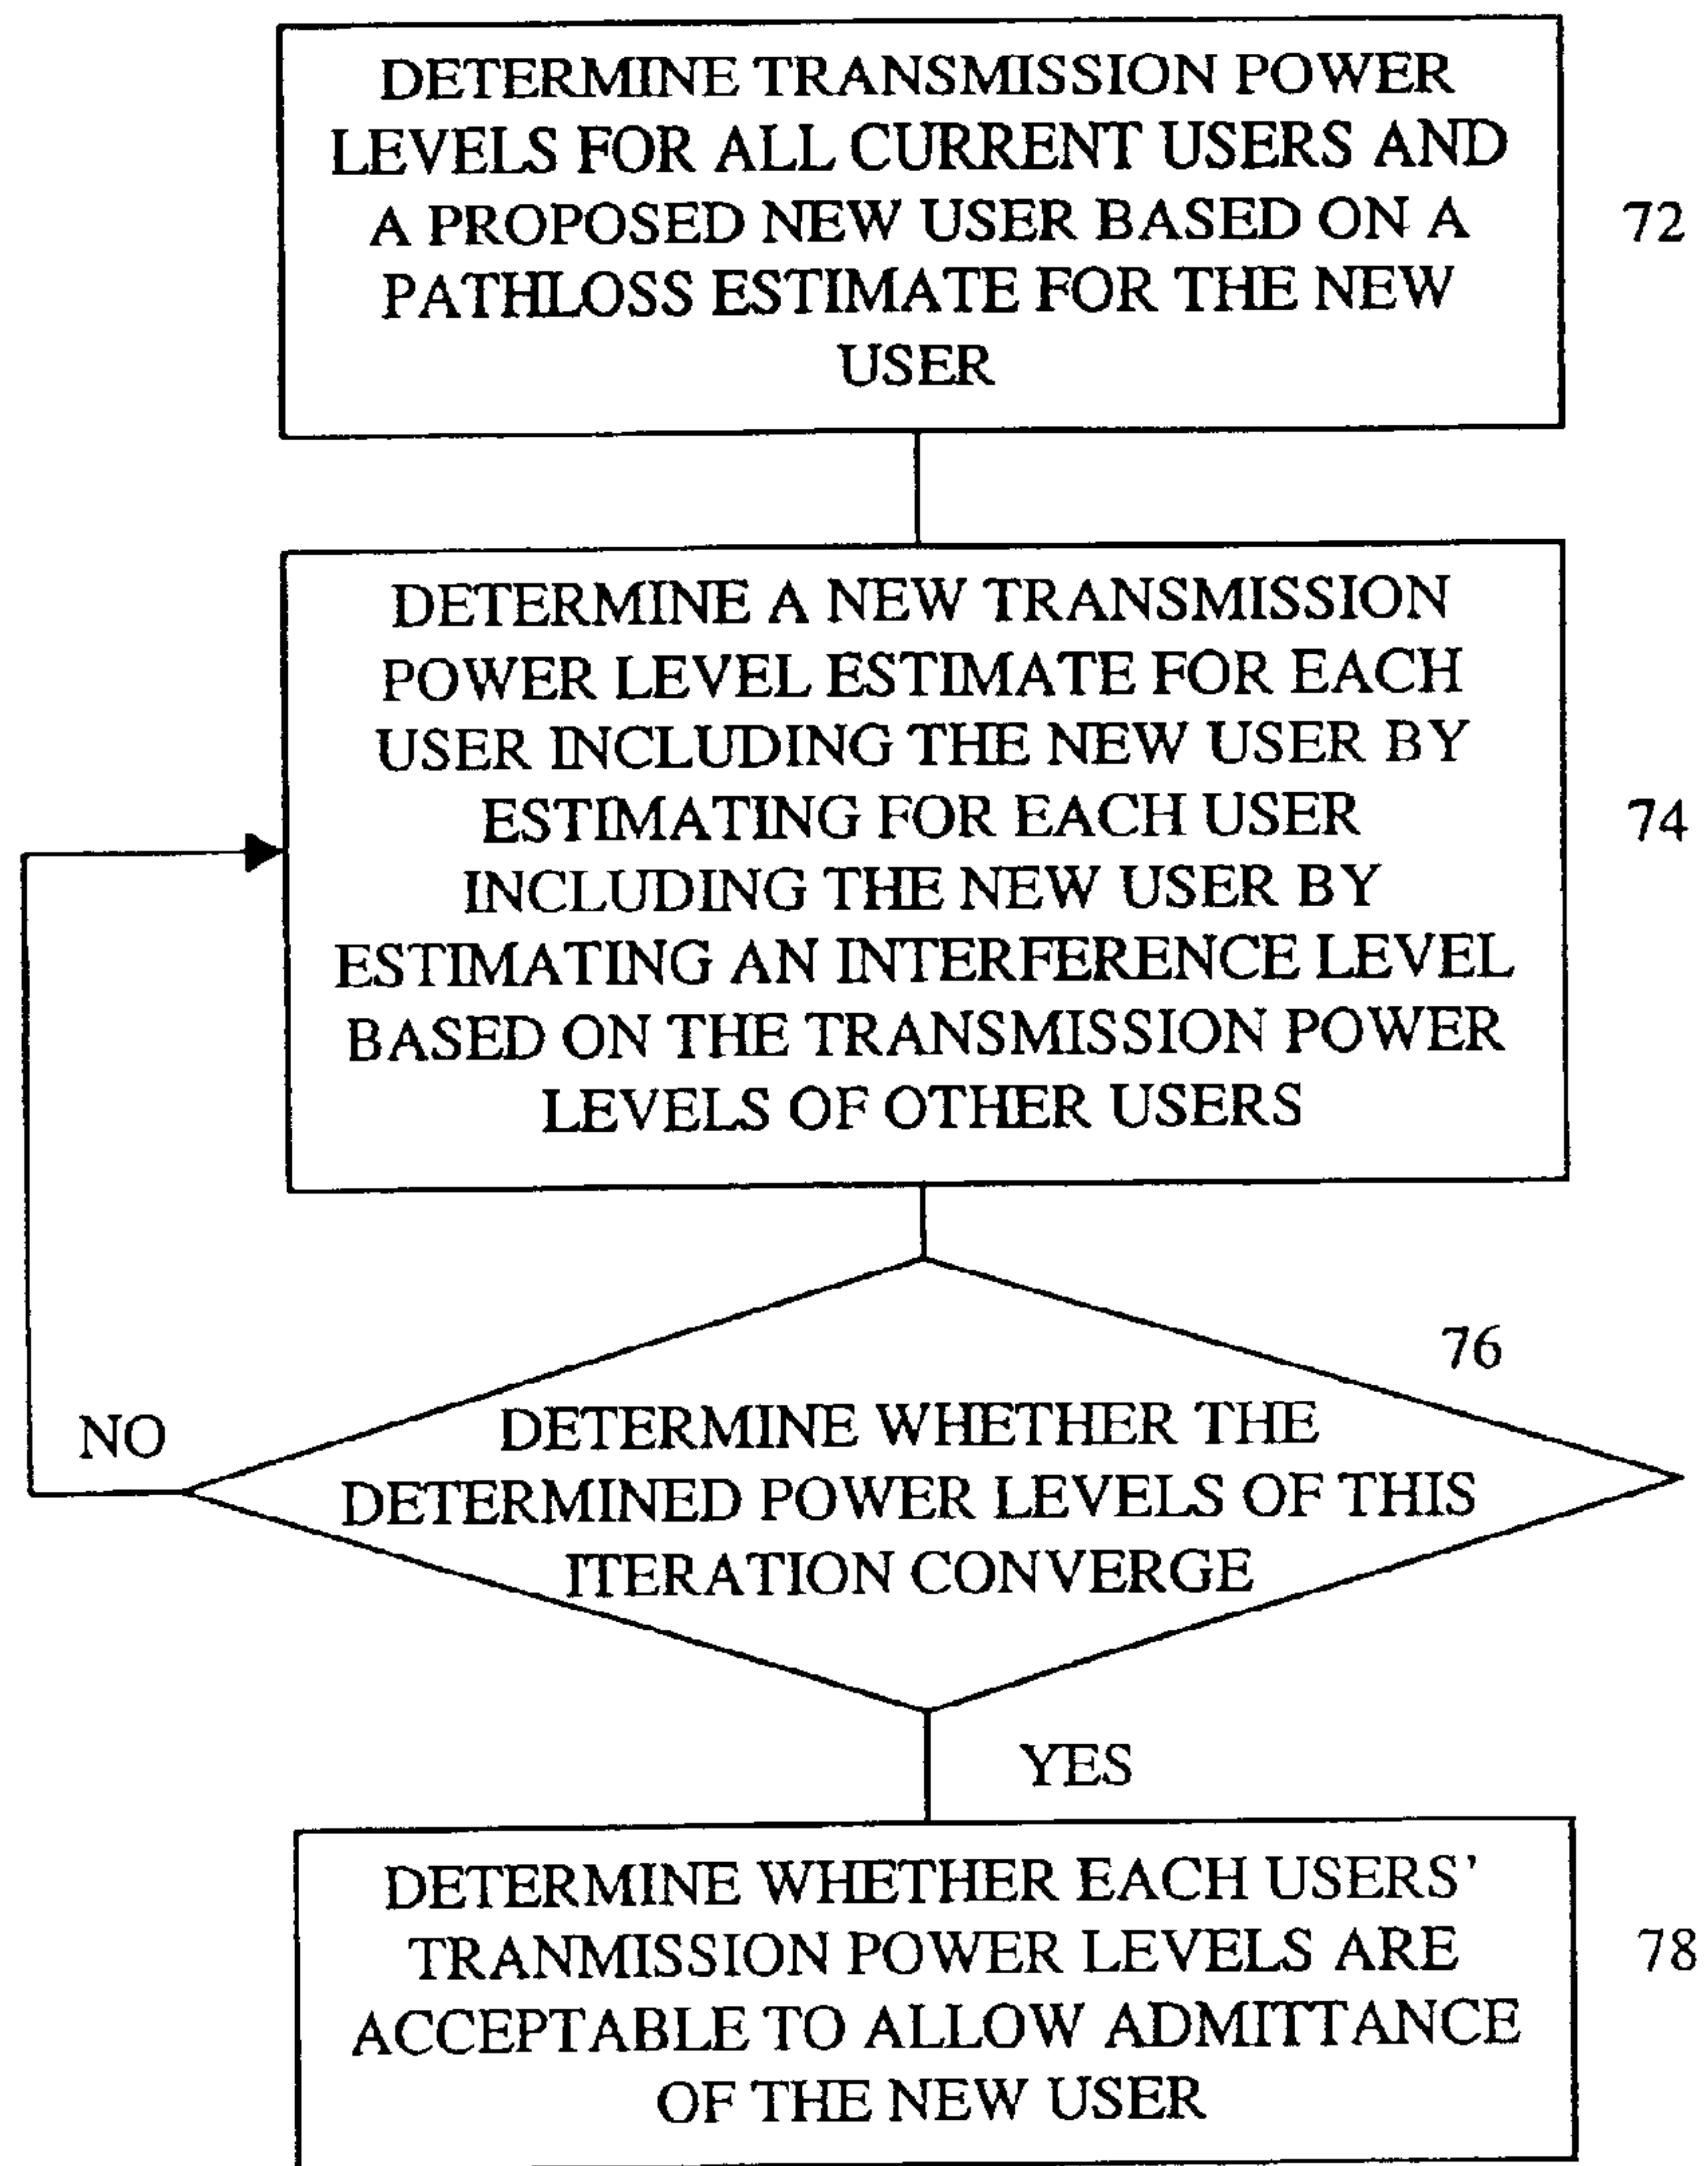 DETERMINE TRANSMISSION POWER
LEVELS FOR ALL CURRENT USERS AND
A PROPOSED NEW USER BASED ON A
PATHLOSS ESTIMATE FOR THE NEW
USER
72
DETERMINE A NEW TRANSMISSION
POWER LEVEL ESTIMATE FOR EACH
USER INCLUDING THE NEW USER BY
ESTIMATING FOR EACH USER
INCLUDING THE NEW USER BY
ESTIMATING AN INTERFERENCE LEVEL
BASED ON THE TRANSMISSION POWER
LEVELS OF OTHER USERS
74
76
NO
DETERMINE WHETHER THE
DETERMINED POWER LEVELS OF THIS
ITERATION CONVERGE
YES
DETERMINE WHETHER EACH USERS'
TRANMISSION POWER LEVELS ARE
ACCEPTABLE TO ALLOW ADMITTANCE
OF THE NEW USER
78